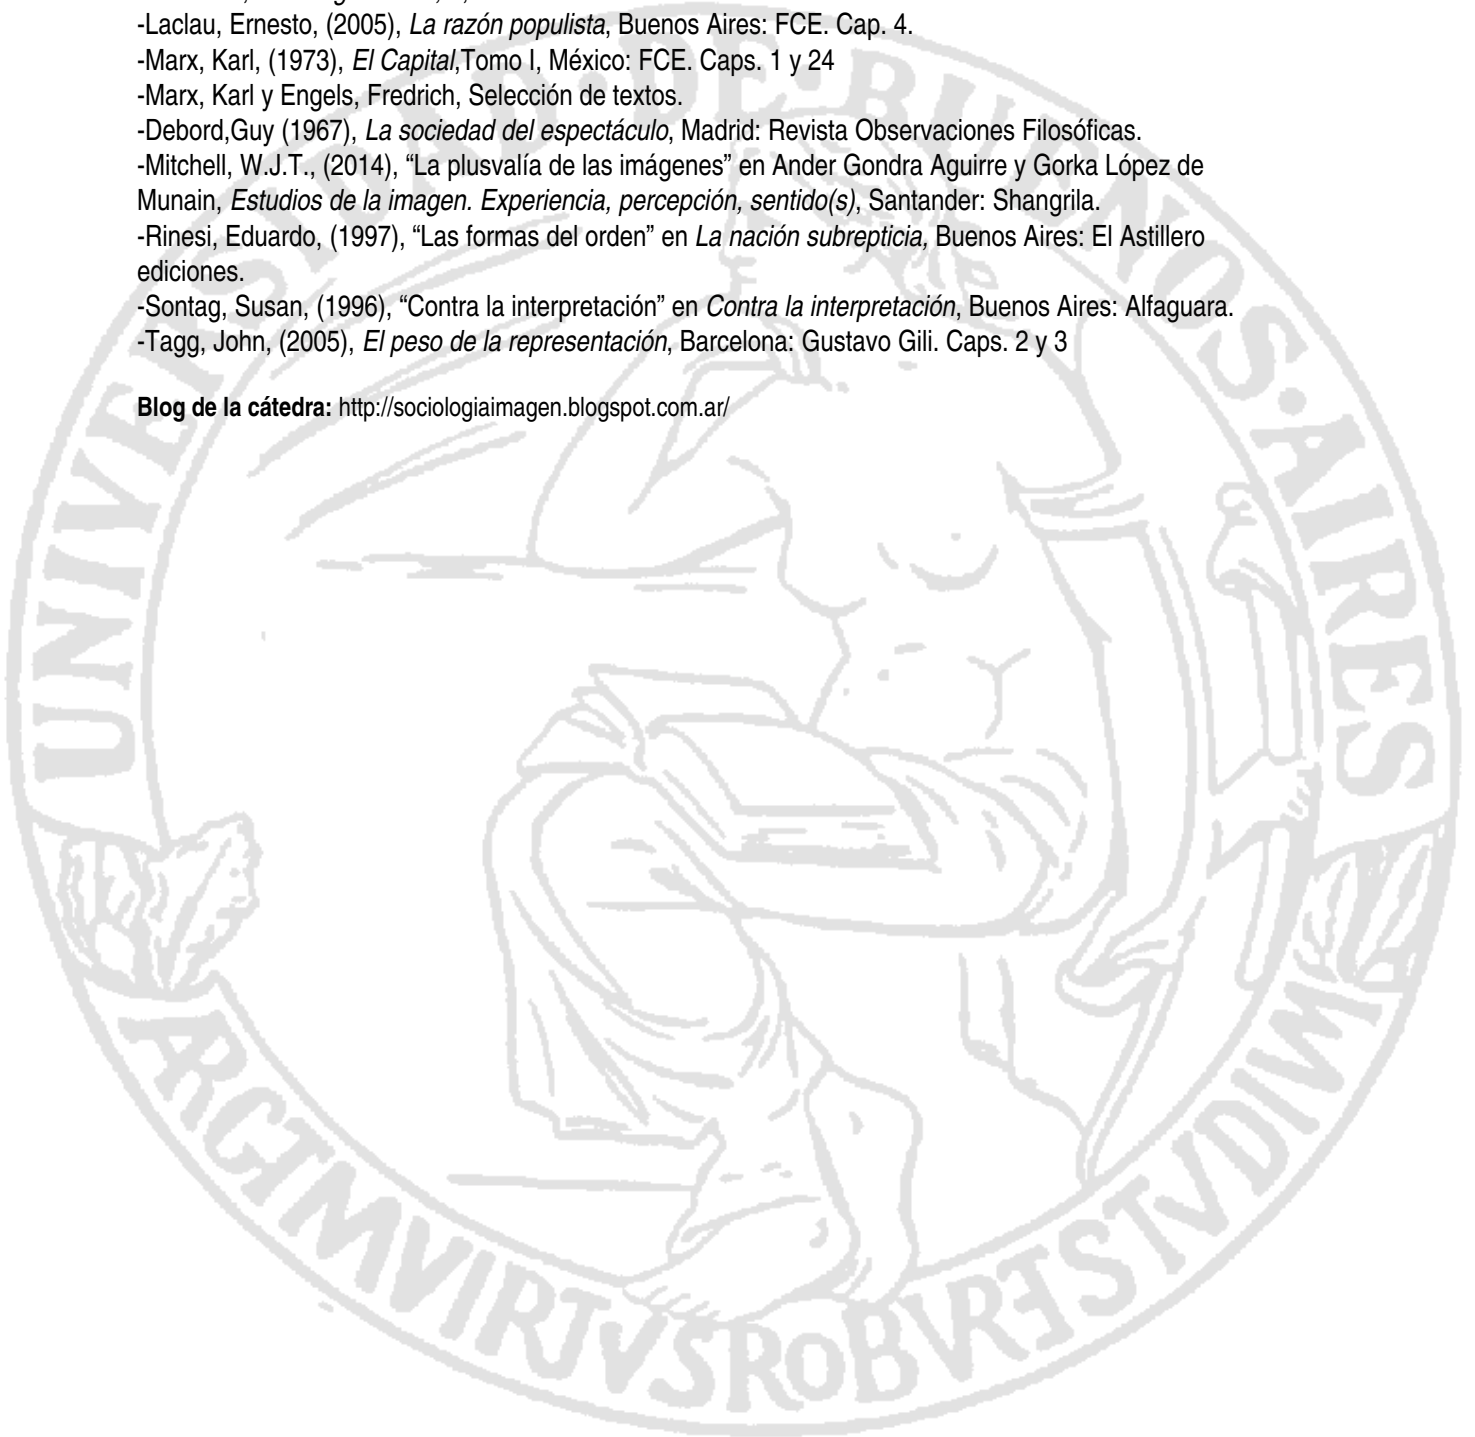 -Laclau, Ernesto, (2005), La razón populista, Buenos Aires: FCE. Cap. 4.
-Marx, Karl, (1973), El Capital,Tomo I, México: FCE. Caps. 1 y 24
-Marx, Karl y Engels, Fredrich, Selección de textos.
-Debord,Guy (1967), La sociedad del espectáculo, Madrid: Revista Observaciones Filosóficas.
-Mitchell, W.J.T., (2014), “La plusvalía de las imágenes” en Ander Gondra Aguirre y Gorka López de
Munain, Estudios de la imagen. Experiencia, percepción, sentido(s), Santander: Shangrila.
-Rinesi, Eduardo, (1997), “Las formas del orden” en La nación subrepticia, Buenos Aires: El Astillero
ediciones.
-Sontag, Susan, (1996), “Contra la interpretación” en Contra la interpretación, Buenos Aires: Alfaguara.
-Tagg, John, (2005), El peso de la representación, Barcelona: Gustavo Gili. Caps. 2 y 3
Blog de la cátedra: http://sociologiaimagen.blogspot.com.ar/
UNIVERSIDAD·DE·BUENOS·AIRES
ARGTMVIRTVSROBVRESTVDIVM